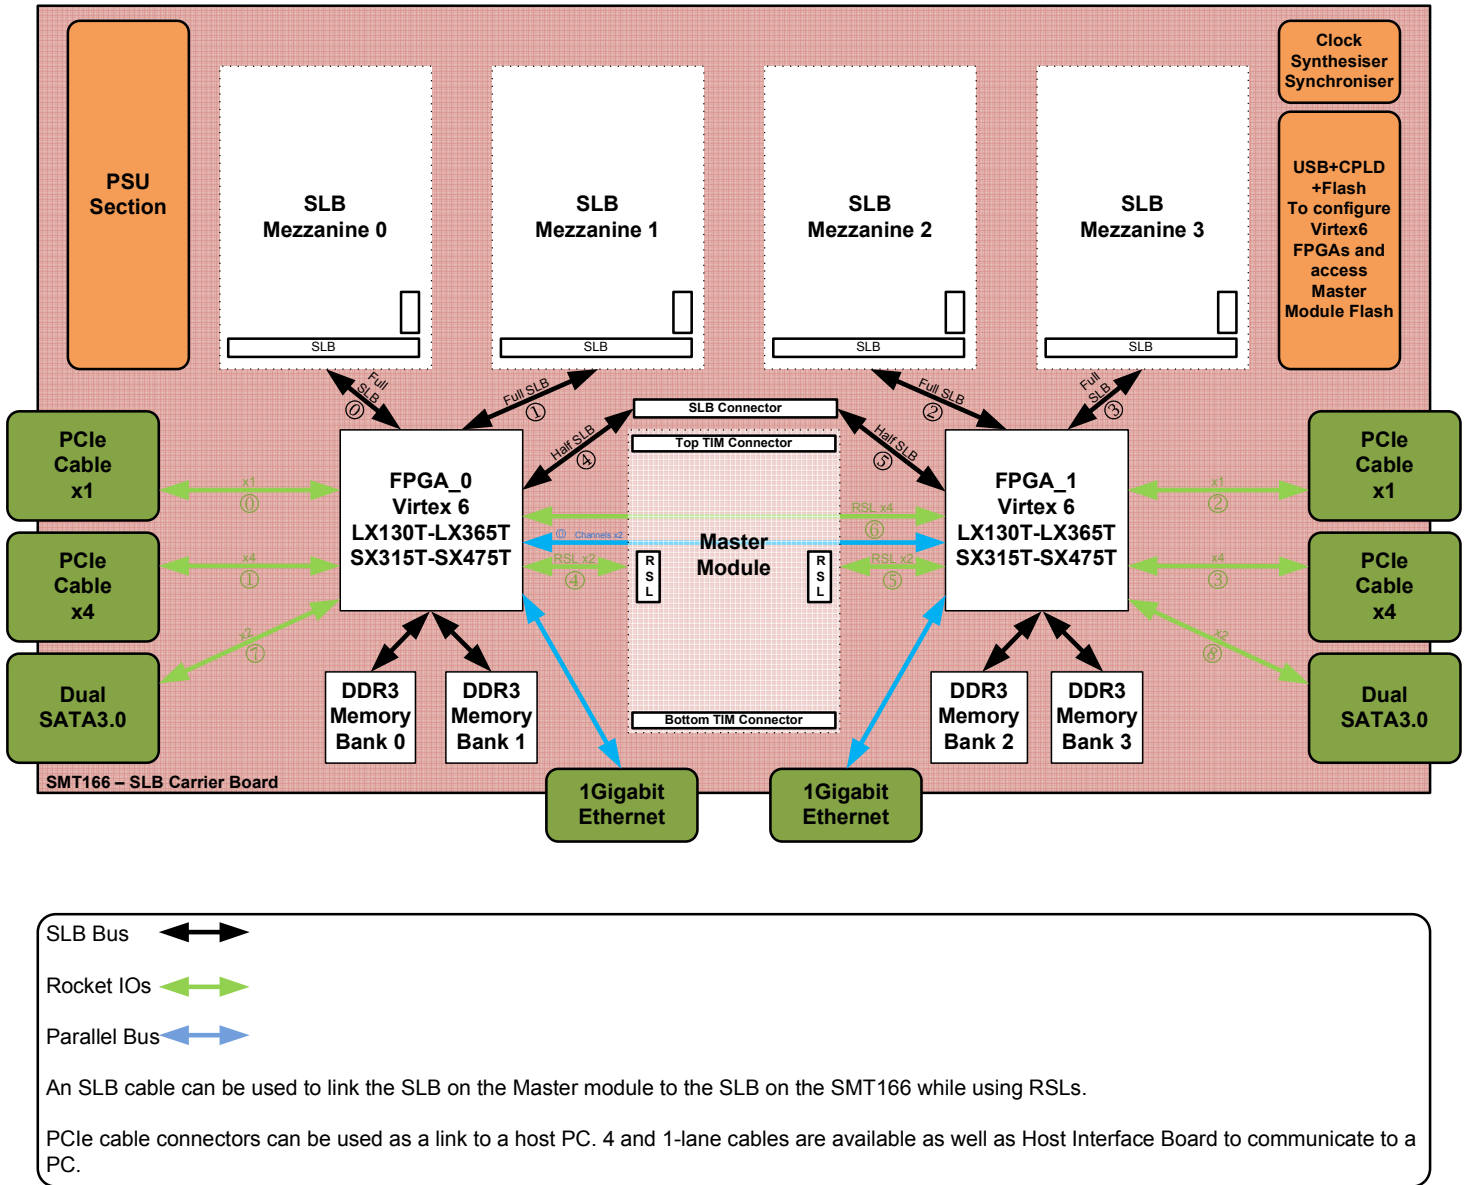 PSU
Section
SLB
Mezzanine 0
SLB
SLB
Mezzanine 1
SLB
SLB
Mezzanine 2
SLB
SLB
Mezzanine 3
SLB
Clock
Synthesiser
Synchroniser
USB+CPLD
+Flash
To configure
Virtex6
FPGAs and
access
Master
Module Flash
Full
SLB
⓪
Full SLB
①
Full SLB
②
Full
SLB
③
SLB Connector
Half SLB
④
Half SLB
⑤
Top TIM Connector
PCIe
Cable
x1
x1
⓪
PCIe
Cable
x4
x4
①
Dual
SATA3.0
x2
⑦
FPGA_0
Virtex 6
LX130T-LX365T
SX315T-SX475T
RSL x4
⑥
⓪ Channels x2
RSL x2
④
RSL
Master
Module
RSL
RSL x2
⑤
FPGA_1
Virtex 6
LX130T-LX365T
SX315T-SX475T
x1
②
PCIe
Cable
x1
x4
③
PCIe
Cable
x4
x2
⑧
Dual
SATA3.0
DDR3
Memory
Bank 0
DDR3
Memory
Bank 1
Bottom TIM Connector
DDR3
Memory
Bank 2
DDR3
Memory
Bank 3
SMT166 – SLB Carrier Board
1Gigabit
Ethernet
1Gigabit
Ethernet
SLB Bus
Rocket IOs
Parallel Bus
An SLB cable can be used to link the SLB on the Master module to the SLB on the SMT166 while using RSLs.
PCIe cable connectors can be used as a link to a host PC. 4 and 1-lane cables are available as well as Host Interface Board to communicate to a
PC.